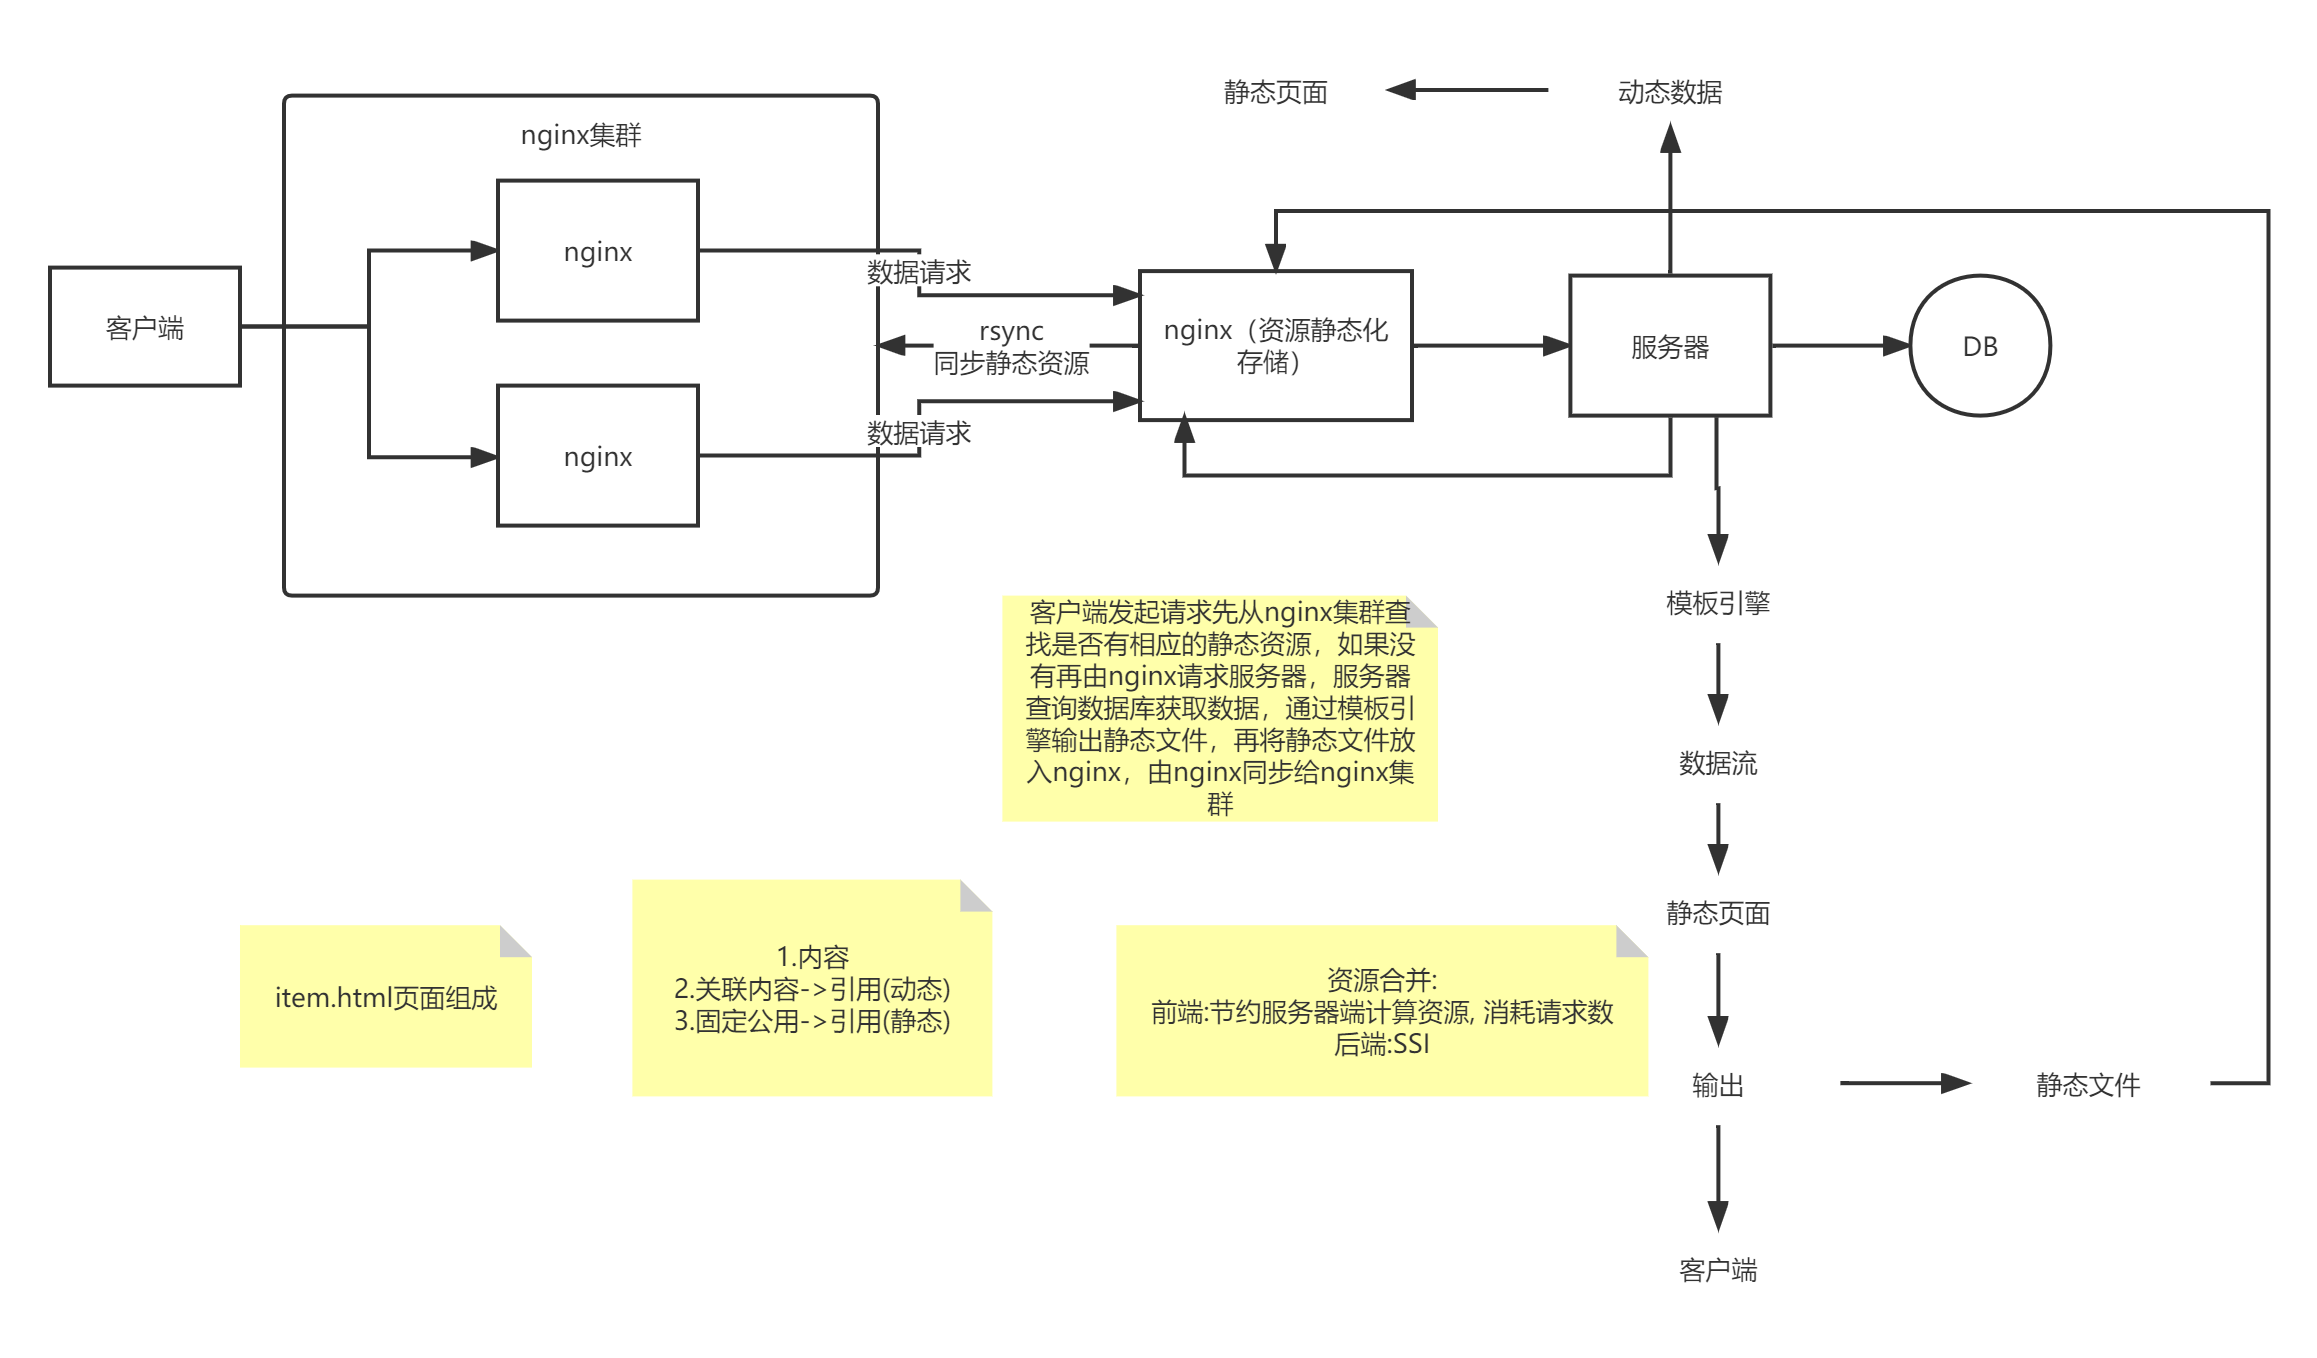 静态页面
动态数据
nginx集群
nginx
数据请求
客户端
rsync
同步静态资源
nginx（资源静态化
存储）
服务器
DB
数据请求
nginx
客户端发起请求先从nginx集群查
找是否有相应的静态资源，如果没
有再由nginx请求服务器，服务器
查询数据库获取数据，通过模板引
擎输出静态文件，再将静态文件放
入nginx，由nginx同步给nginx集
群
模板引擎
数据流
静态页面
item.html页面组成
1.内容
2.关联内容->引用(动态)
3.固定公用->引用(静态)
资源合并:
前端:节约服务器端计算资源, 消耗请求数
后端:SSI
输出
静态文件
客户端